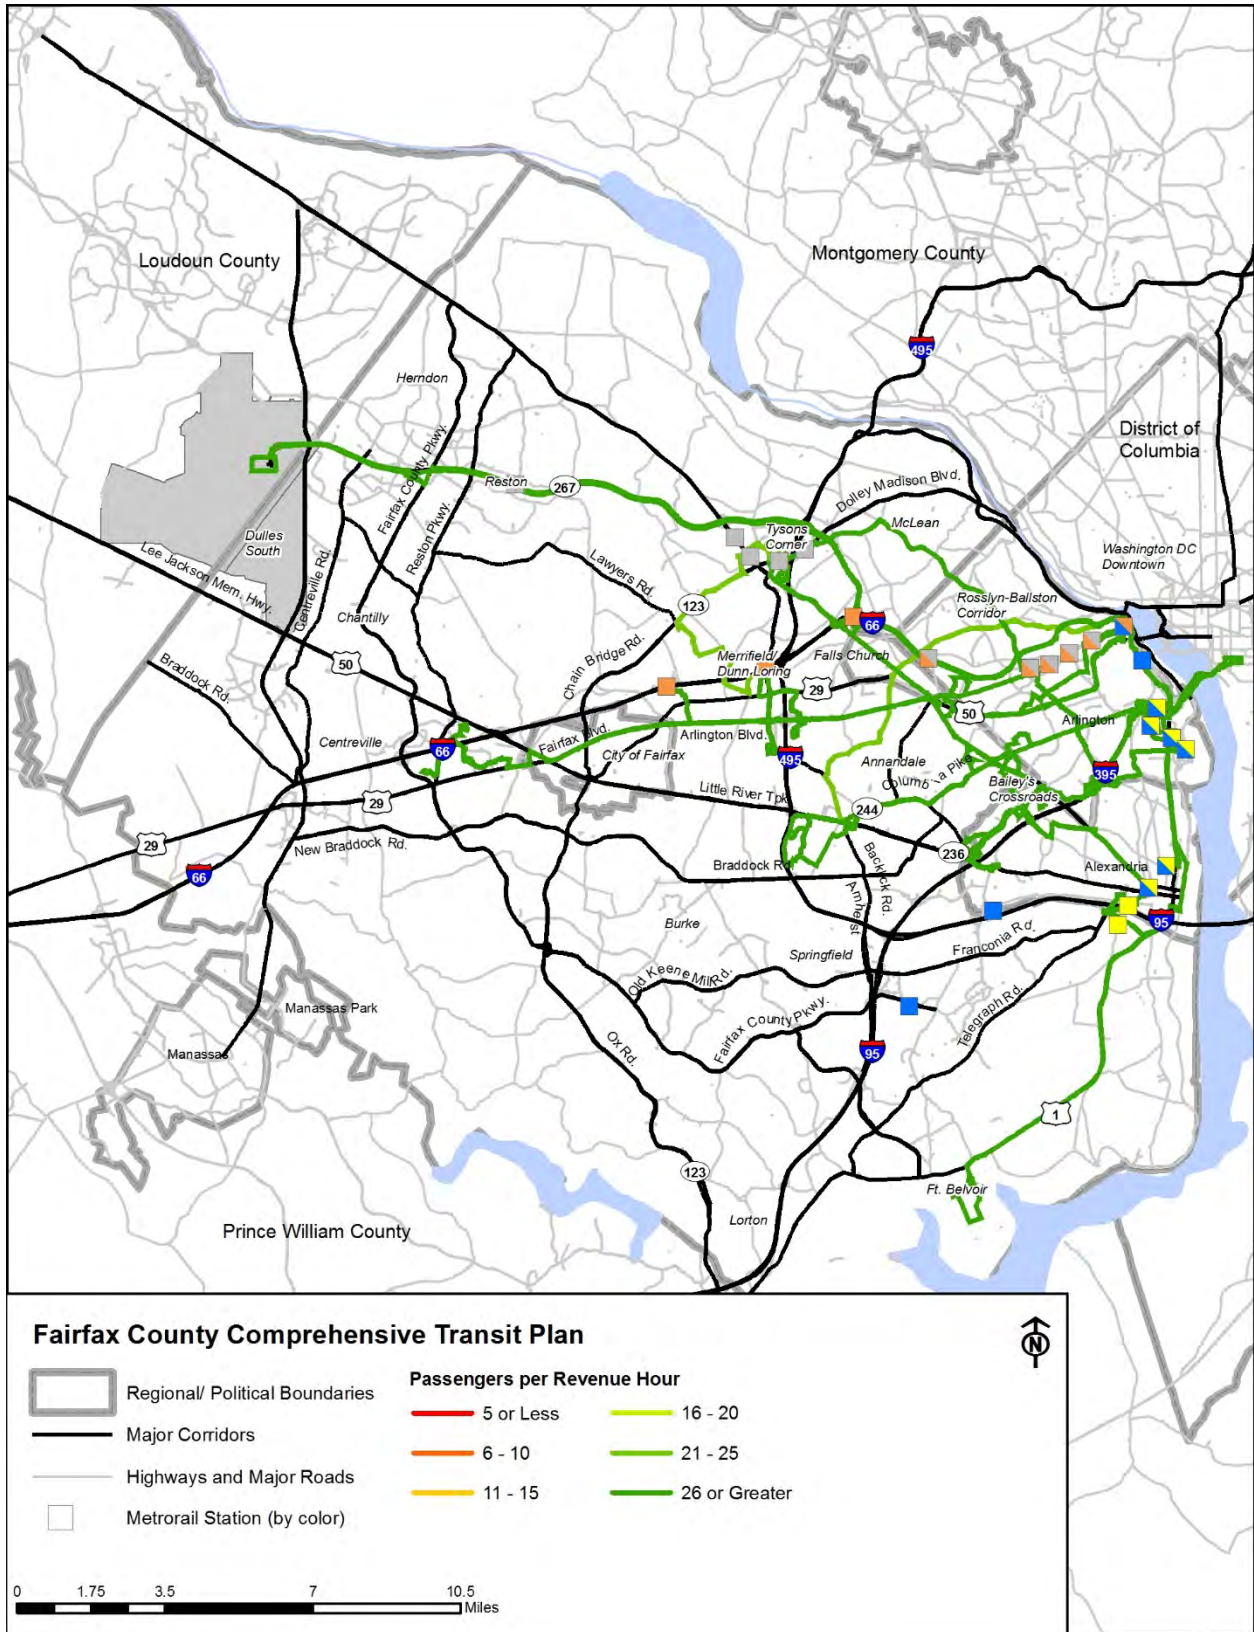 Loudoun County
Montgomery County
495
Herndon
District of
Columbia
Fairfax County Pkwy.
Reston
267
Dolley Madison Blvd.
McLean
Reston Pkwy.
Tysons
Corner
Dulles
South
Washington DC
Downtown
Lee Jackson Mem. Hwy.
Centreville Rd.
Lawyers Rd.
123
Rosslyn-Ballston
Corridor
Chantilly
66
Chain Bridge Rd.
Merrifield/
Dunn-Loring
Falls Church
50
Braddock Rd.
29
50
Arlington
Centreville
66
Fairfax Blvd.
City of Fairfax
Arlington Blvd.
495
Annandale
Columbia Pike
395
Bailey's
Crossroads
Little River Tpk.
29
244
29
New Braddock Rd.
Braddock Rd.
236
Alexandria
66
Backlick Rd.
Amherst
95
Burke
Franconia Rd.
Springfield
Old Keene Mill Rd.
Manassas Park
Fairfax County Pkwy.
Telegraph Rd.
Manassas
Ox Rd.
95
1
123
Ft. Belvoir
Lorton
Prince William County
Fairfax County Comprehensive Transit Plan
N
Regional/ Political Boundaries
Major Corridors
Highways and Major Roads
Metrorail Station (by color)
Passengers per Revenue Hour
5 or Less
6 - 10
11 - 15
16 - 20
21 - 25
26 or Greater
0 1.75 3.5 7 10.5
Miles